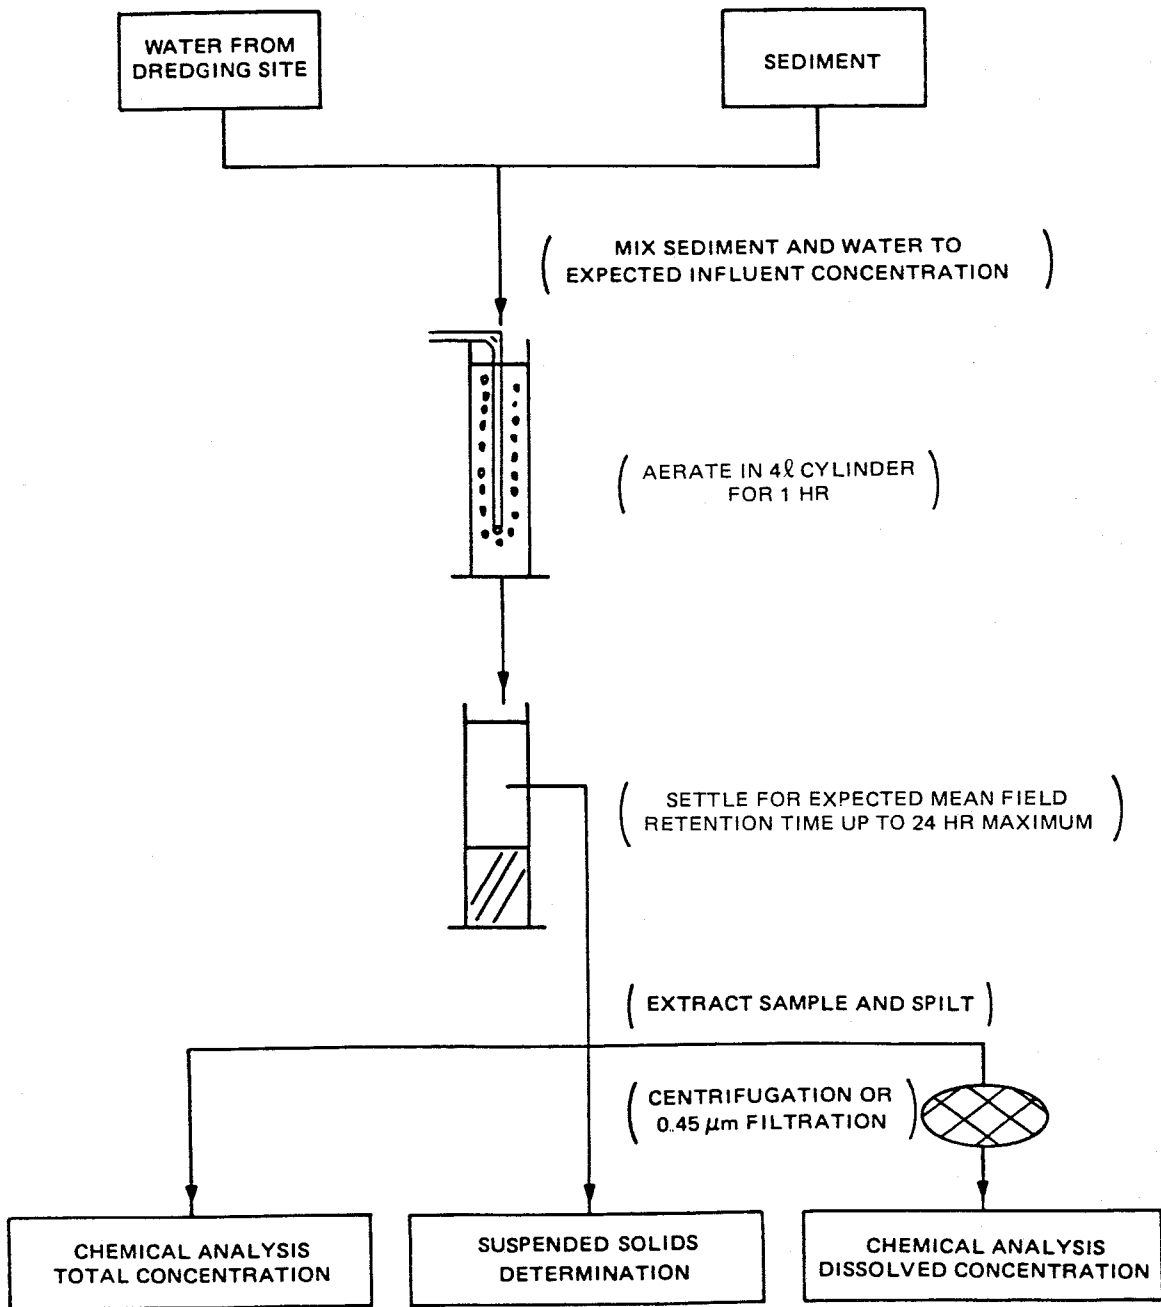 WATER FROM
DREDGING SITE
SEDIMENT
( MIX SEDIMENT AND WATER TO
EXPECTED INFLUENT CONCENTRATION )
( AERATE IN 4ℓ CYLINDER
FOR 1 HR )
( SETTLE FOR EXPECTED MEAN FIELD
RETENTION TIME UP TO 24 HR MAXIMUM )
( EXTRACT SAMPLE AND SPILT )
( CENTRIFUGATION OR
0.45 µm FILTRATION )
CHEMICAL ANALYSIS
TOTAL CONCENTRATION
SUSPENDED SOLIDS
DETERMINATION
CHEMICAL ANALYSIS
DISSOLVED CONCENTRATION